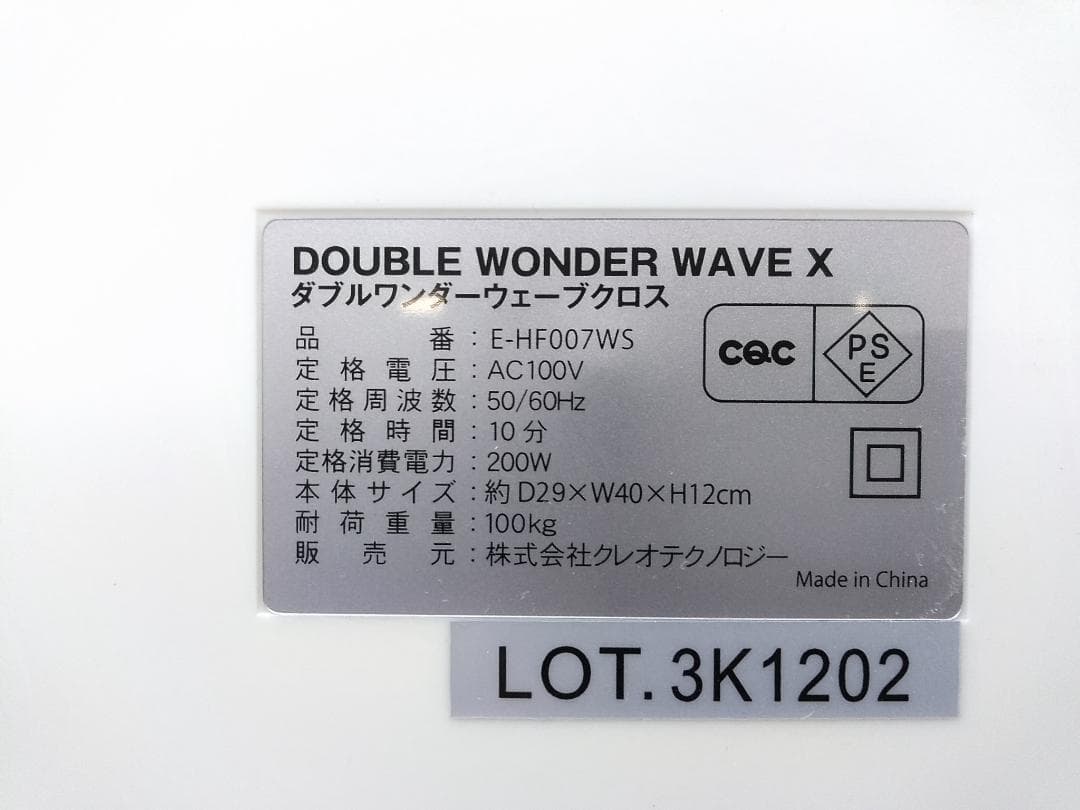 DOUBLE WONDER WAVE X
ダブルワンダーウェーブクロス
品番：E-HF007WS
定格電圧：AC100V
定格周波数：50/60Hz
定格時間：10分
定格消費電力：200W
本体サイズ：約D29×W40×H12cm
耐荷重量：100kg
販売元：株式会社クレオテクノロジー
CQC
PS
E
Made in China
LOT. 3K1202